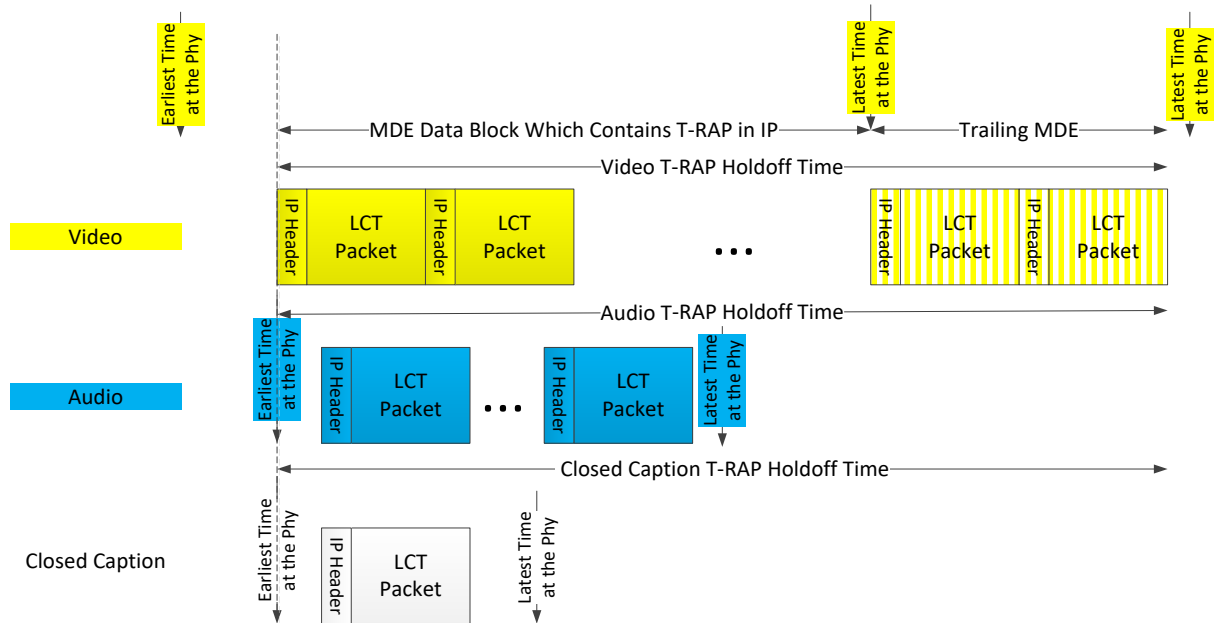 Earliest Time
at the Phy
Latest Time
at the Phy
Latest Time
at the Phy
MDE Data Block Which Contains T-RAP in IP
Trailing MDE
Video T-RAP Holdoff Time
Video
IP Header
LCT
Packet
IP Header
LCT
Packet
...
IP Header
LCT
Packet
IP Header
LCT
Packet
Audio T-RAP Holdoff Time
Audio
Earliest Time
at the Phy
IP Header
LCT
Packet
...
IP Header
LCT
Packet
Latest Time
at the Phy
Closed Caption T-RAP Holdoff Time
Closed Caption
Earliest Time
at the Phy
IP Header
LCT
Packet
Latest Time
at the Phy